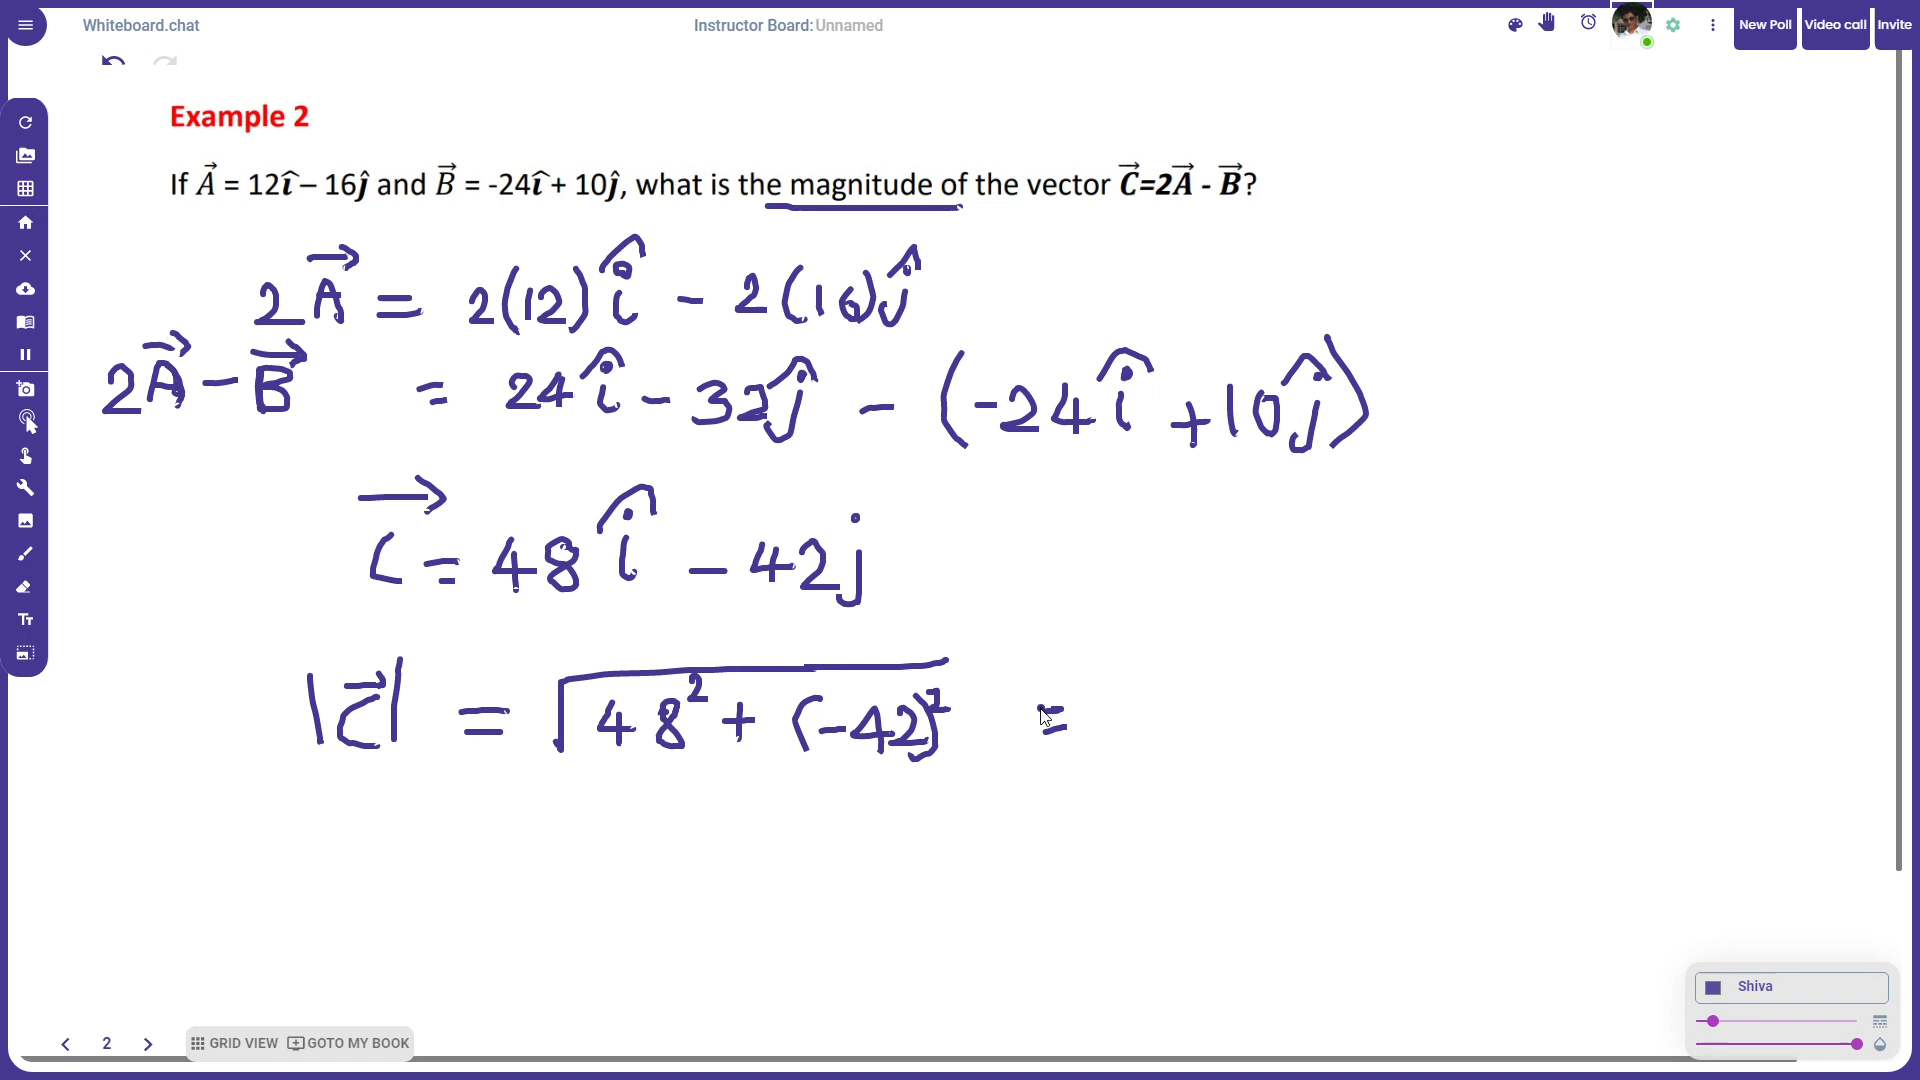 Whiteboard.chat
Instructor Board: Unnamed
New Poll
Video call
Invite
Example 2
If A⃗ = 12î – 16ĵ and B⃗ = -24î + 10ĵ, what is the magnitude of the vector C⃗=2A⃗ - B⃗?
2A⃗ = 2(12)î – 2(16)ĵ
2A⃗ – B⃗ = 24î – 32ĵ – (-24î + 10ĵ)
C⃗ = 48î – 42j
|C⃗| = √(48² + (-42)²) =
Tт
Shiva
2
GRID VIEW
GOTO MY BOOK